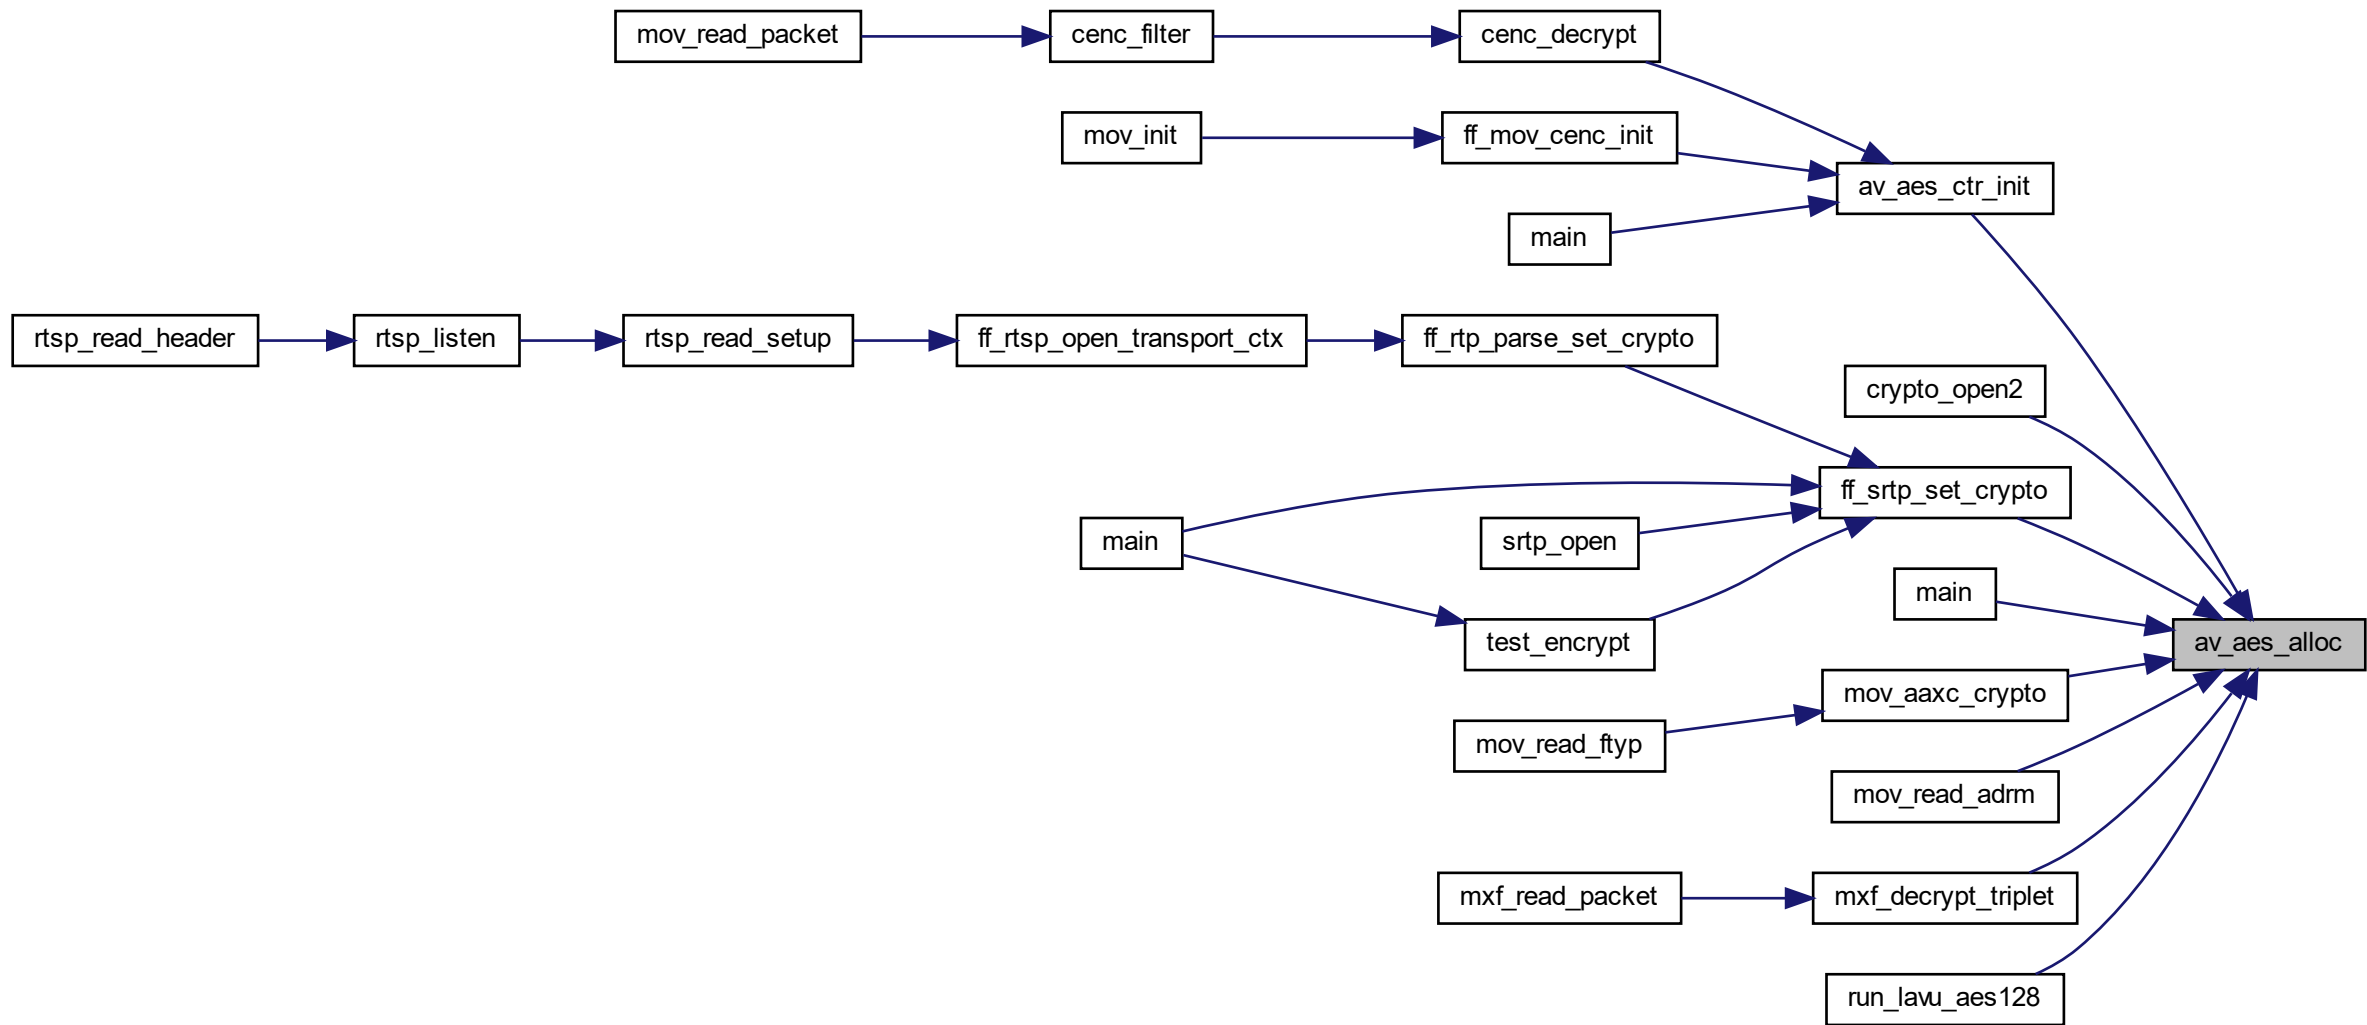 mov_read_packet
cenc_filter
cenc_decrypt
mov_init
ff_mov_cenc_init
av_aes_ctr_init
main
rtsp_read_header
rtsp_listen
rtsp_read_setup
ff_rtsp_open_transport_ctx
ff_rtp_parse_set_crypto
crypto_open2
ff_srtp_set_crypto
main
srtp_open
main
test_encrypt
av_aes_alloc
mov_aaxc_crypto
mov_read_ftyp
mov_read_adrm
mxf_read_packet
mxf_decrypt_triplet
run_lavu_aes128